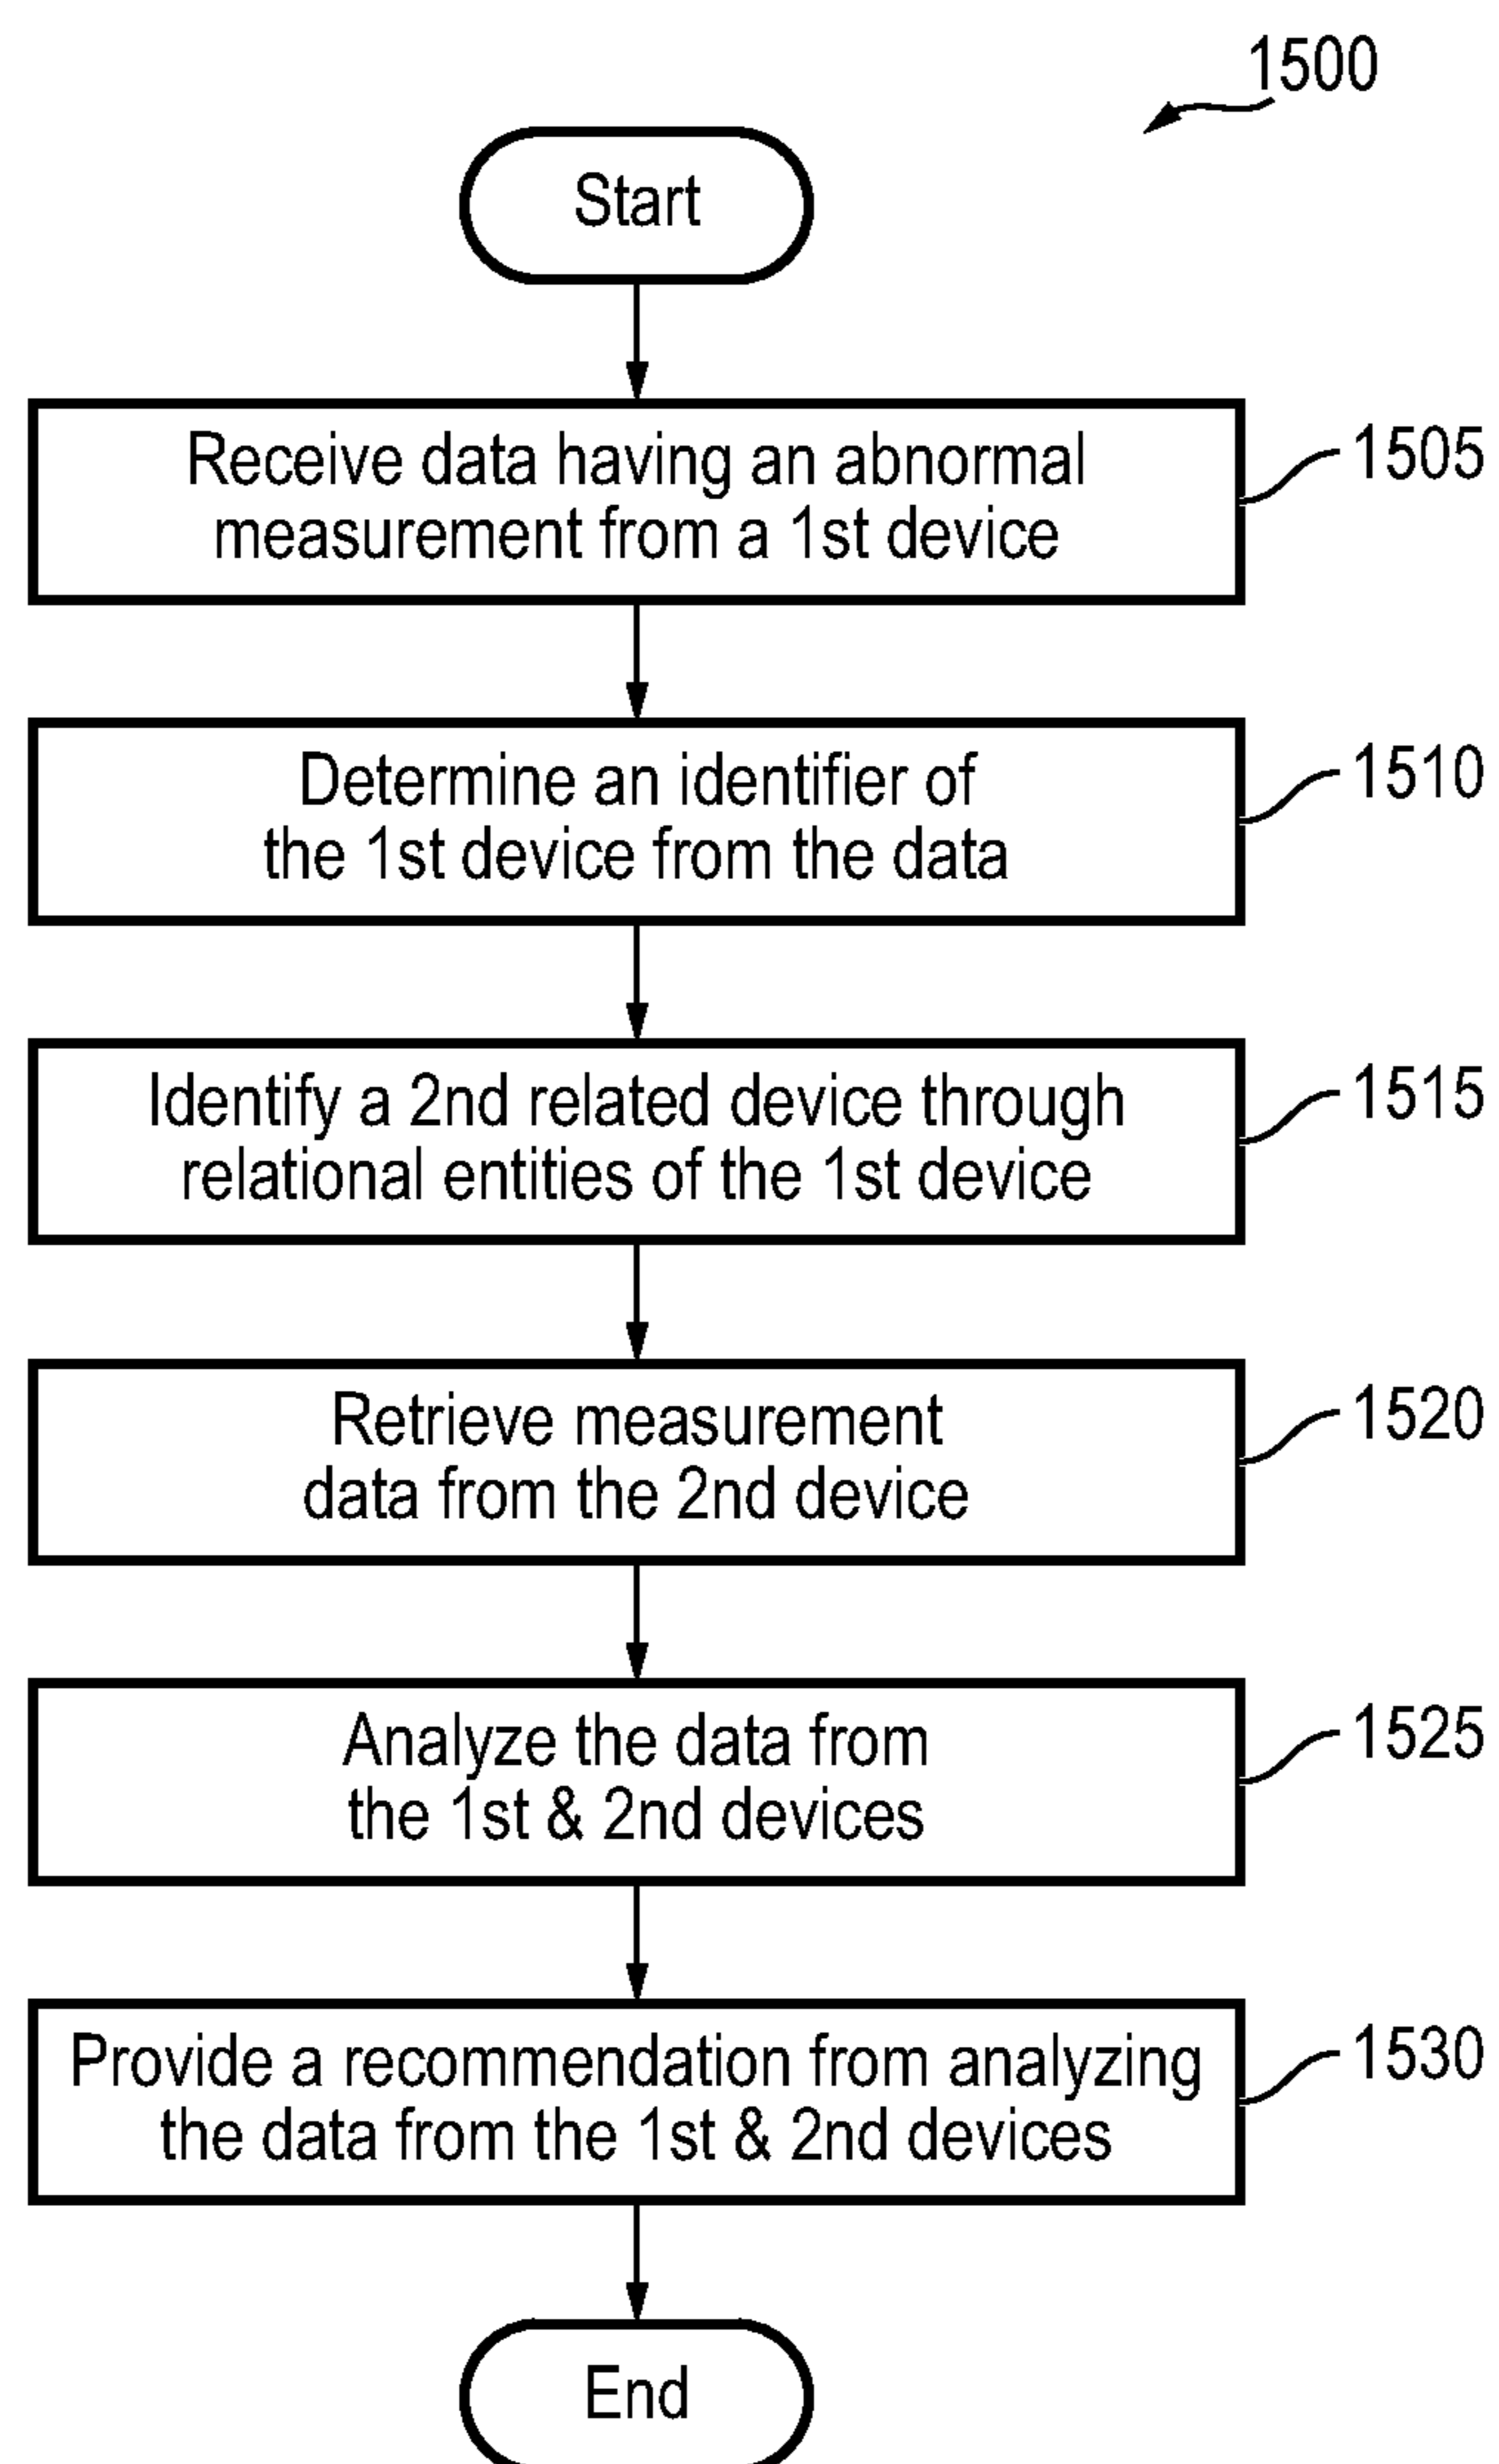 1500
Start
Receive data having an abnormal
measurement from a 1st device
1505
Determine an identifier of
the 1st device from the data
1510
Identify a 2nd related device through
relational entities of the 1st device
1515
Retrieve measurement
data from the 2nd device
1520
Analyze the data from
the 1st & 2nd devices
1525
Provide a recommendation from analyzing
the data from the 1st & 2nd devices
1530
End